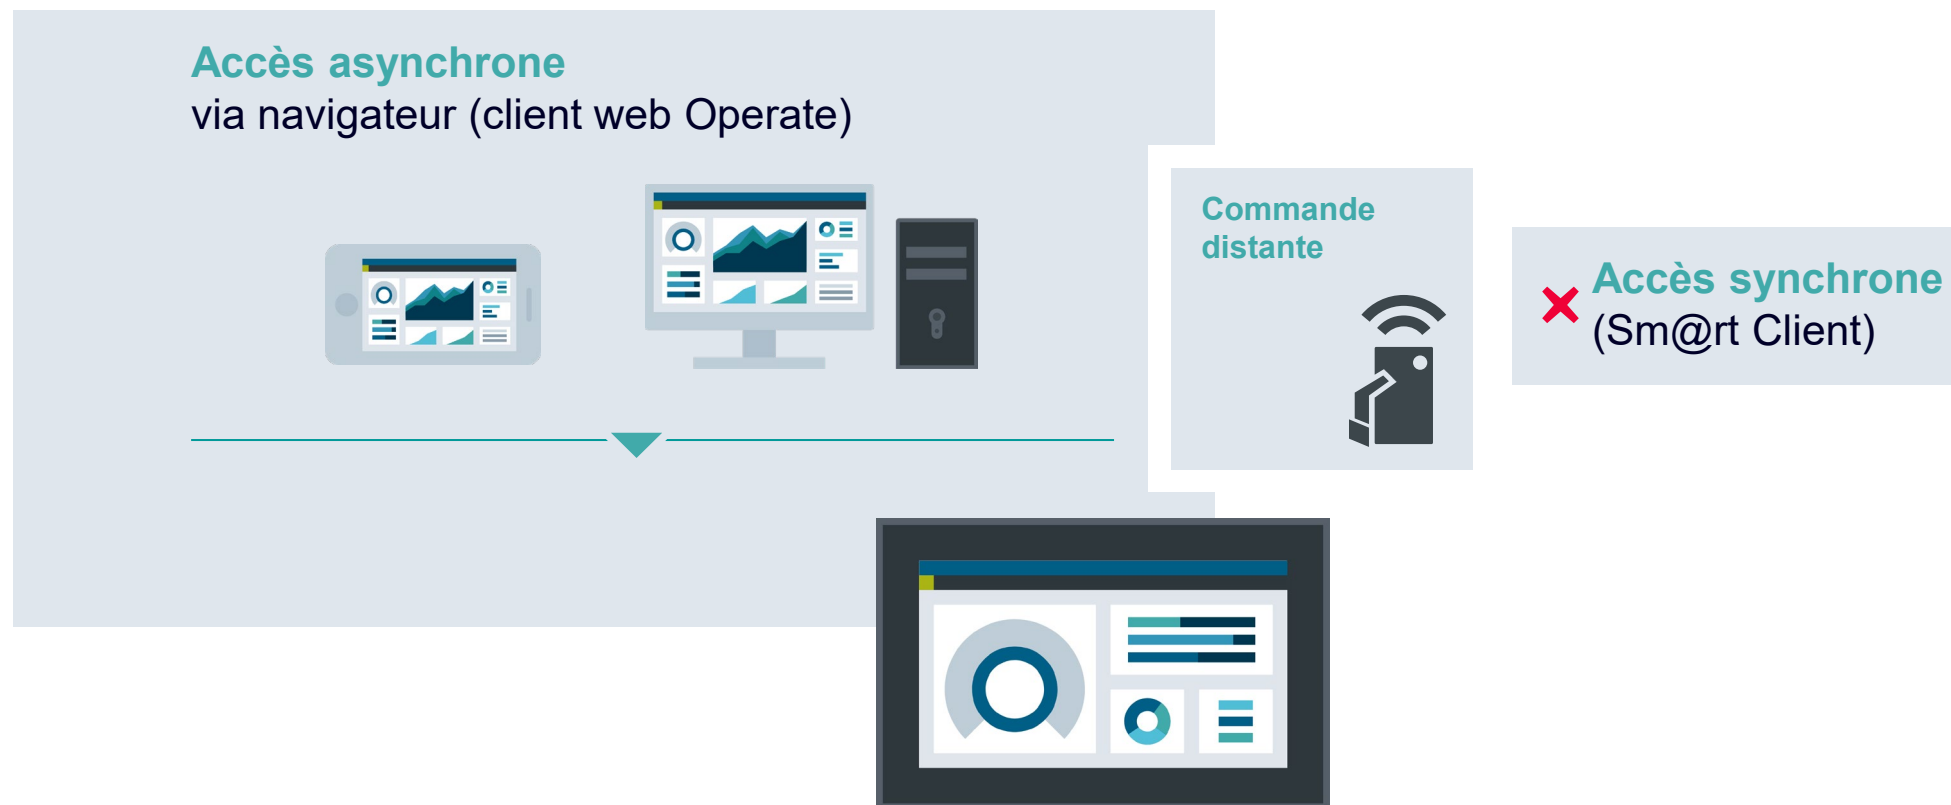 Accès asynchrone
via navigateur (client web Operate)
Commande
distante
Accès synchrone
(Sm@rt Client)